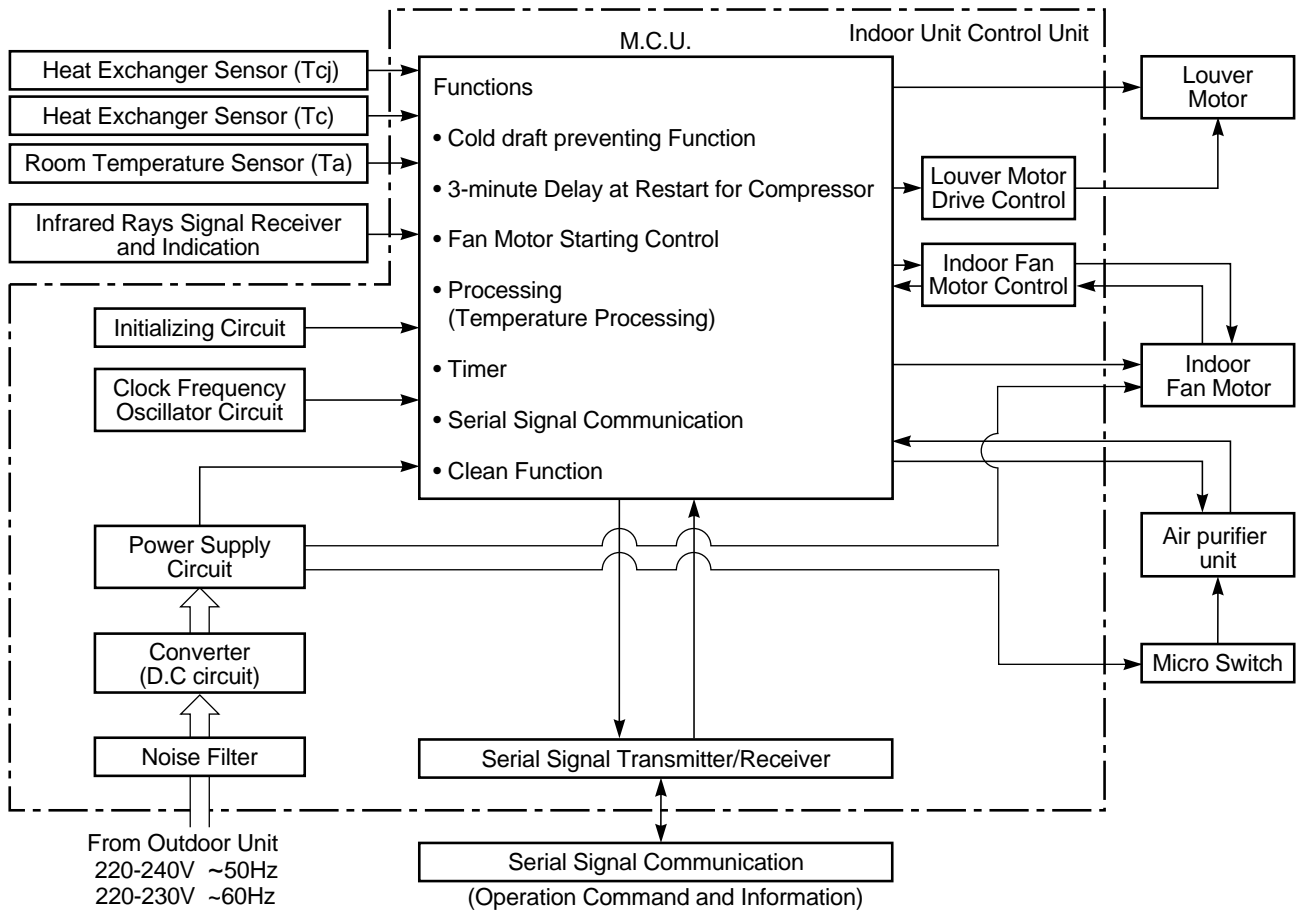 M.C.U.
Indoor Unit Control Unit
Heat Exchanger Sensor (Tcj)
Heat Exchanger Sensor (Tc)
Room Temperature Sensor (Ta)
Infrared Rays Signal Receiver
and Indication
Initializing Circuit
Clock Frequency
Oscillator Circuit
Power Supply
Circuit
Converter
(D.C circuit)
Noise Filter
From Outdoor Unit
220-240V ~50Hz
220-230V ~60Hz
Functions
• Cold draft preventing Function
• 3-minute Delay at Restart for Compressor
• Fan Motor Starting Control
• Processing
(Temperature Processing)
• Timer
• Serial Signal Communication
• Clean Function
Louver
Motor
Louver Motor
Drive Control
Indoor Fan
Motor Control
Indoor
Fan Motor
Air purifier
unit
Micro Switch
Serial Signal Transmitter/Receiver
Serial Signal Communication
(Operation Command and Information)